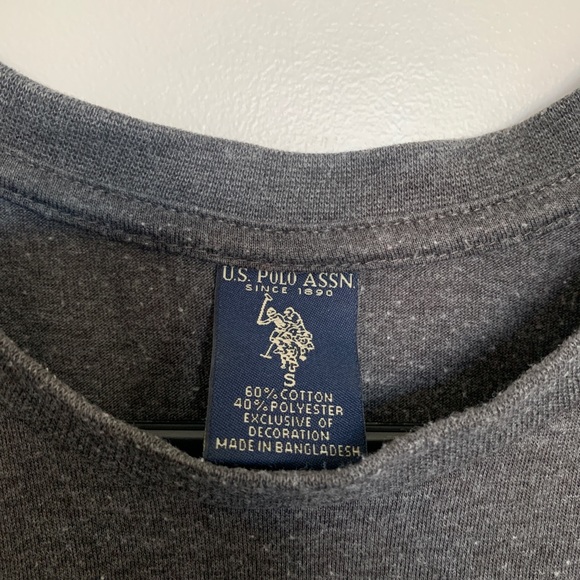 U.S. POLO ASSN.
SINCE 1890
S
60% COTTON
40% POLYESTER
EXCLUSIVE OF
DECORATION
MADE IN BANGLADESH